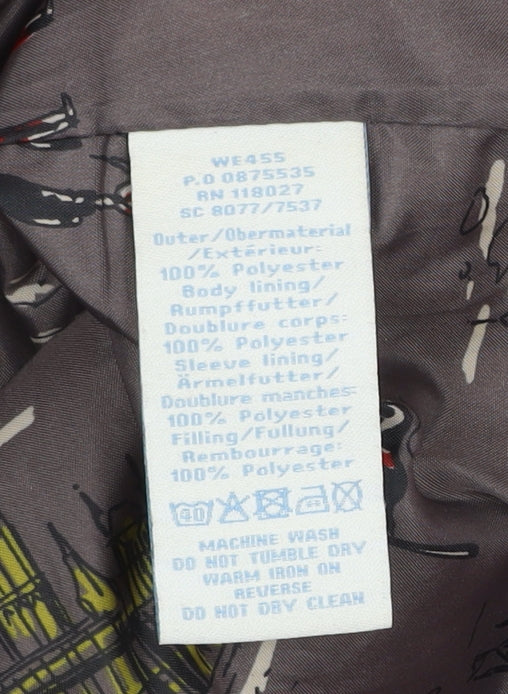 WE455
P.O 0875535
RN 118027
SC 8077/7537
Outer/Obermaterial
/Extérieur:
100% Polyester
Body lining/
Rumpffutter/
Doublure corps:
100% Polyester
Sleeve lining/
Ärmelfutter/
Doublure manches:
100% Polyester
Filling/Füllung/
Rembourrage:
100% Polyester
40
MACHINE WASH
DO NOT TUMBLE DRY
WARM IRON ON
REVERSE
DO NOT DRY CLEAN